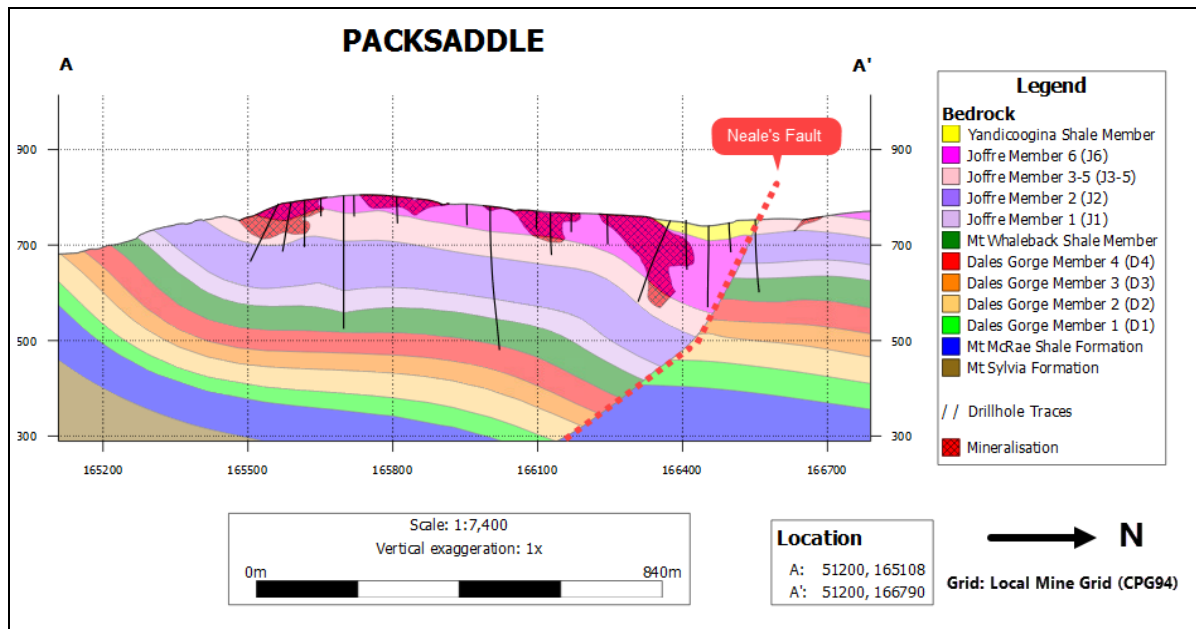 PACKSADDLE
A
A'
Neale's Fault
900
700
500
300
900
700
500
300
165200
165500
165800
166100
166400
166700
Legend
Bedrock
Yandicoogina Shale Member
Joffre Member 6 (J6)
Joffre Member 3-5 (J3-5)
Joffre Member 2 (J2)
Joffre Member 1 (J1)
Mt Whaleback Shale Member
Dales Gorge Member 4 (D4)
Dales Gorge Member 3 (D3)
Dales Gorge Member 2 (D2)
Dales Gorge Member 1 (D1)
Mt McRae Shale Formation
Mt Sylvia Formation
/ / Drillhole Traces
Mineralisation
Scale: 1:7,400
Vertical exaggeration: 1x
0m 840m
Location
A: 51200, 165108
A': 51200, 166790
N
Grid: Local Mine Grid (CPG94)